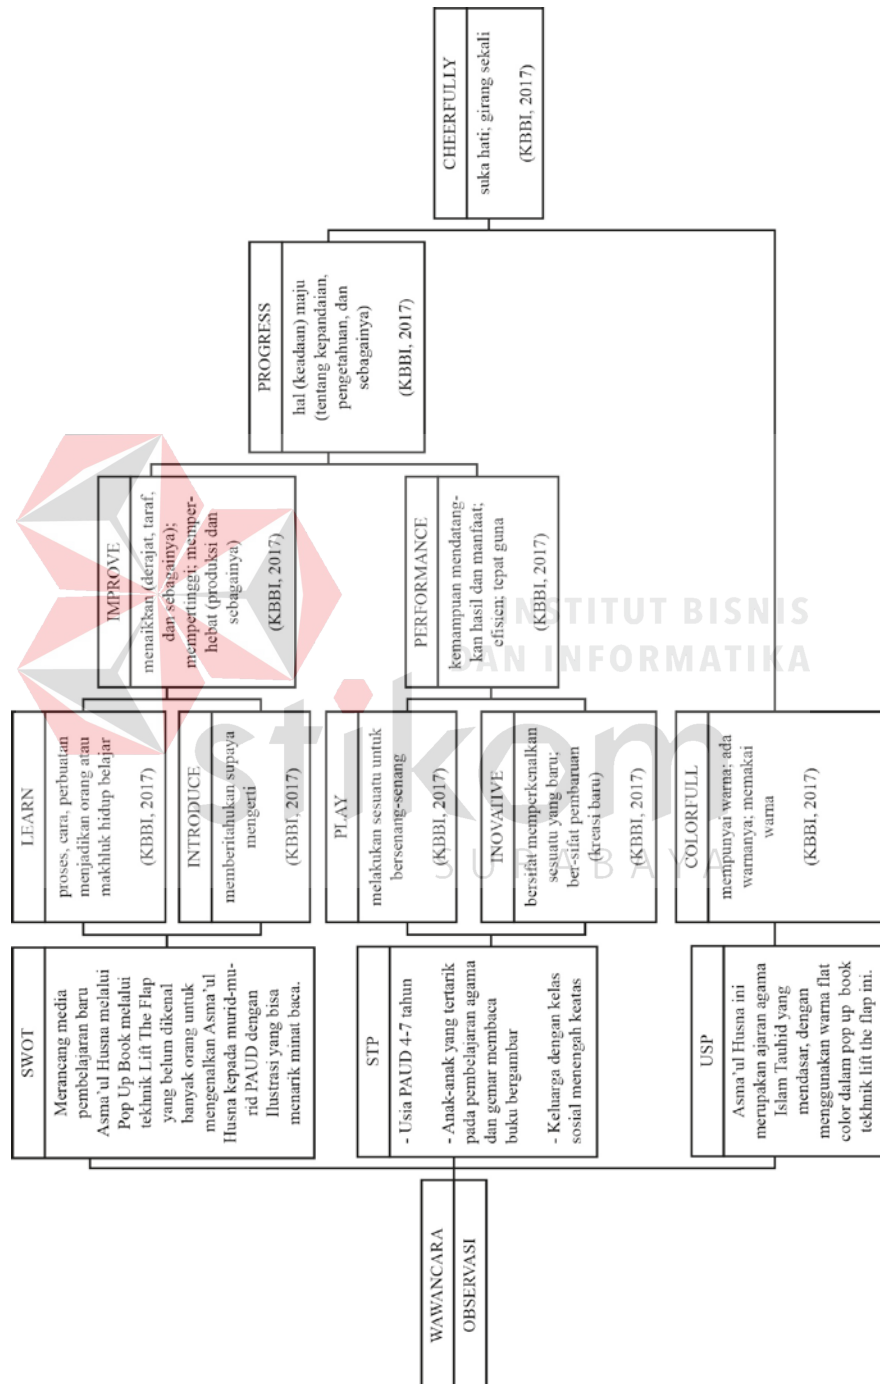 WAWANCARA
OBSERVASI
SWOT
Merancang media
pembelajaran baru
Asma’ul Husna melalui
Pop Up Book melalui
tekhnik Lift The Flap
yang belum dikenal
banyak orang untuk
mengenalkan Asma’ul
Husna kepada murid-mu-
rid PAUD dengan
Ilustrasi yang bisa
menarik minat baca.
STP
- Usia PAUD 4-7 tahun
- Anak-anak yang tertarik
pada pembelajaran agama
dan gemar membaca
buku bergambar
- Keluarga dengan kelas
sosial menengah keatas
USP
Asma’ul Husna ini
merupakan ajaran agama
Islam Tauhid yang
mendasar, dengan
menggunakan warna flat
color dalam pop up book
tekhnik lift the flap ini.
LEARN
proses, cara, perbuatan
menjadikan orang atau
makhluk hidup belajar
(KBBI, 2017)
INTRODUCE
memberitahukan supaya
mengerti
(KBBI, 2017)
PLAY
melakukan sesuatu untuk
bersenang-senang
(KBBI, 2017)
INOVATIVE
bersifat memperkenalkan
sesuatu yang baru;
ber-sifat pembaruan
(kreasi baru)
(KBBI, 2017)
COLORFULL
mempunyai warna; ada
warnanya; memakai
warna
(KBBI, 2017)
IMPROVE
menaikkan (derajat, taraf,
dan sebagainya);
mempertinggi; memper-
hebat (produksi dan
sebagainya)
(KBBI, 2017)
PERFORMANCE
kemampuan mendatang-
kan hasil dan manfaat;
efisien; tepat guna
(KBBI, 2017)
PROGRESS
hal (keadaan) maju
(tentang kepandaian,
pengetahuan, dan
sebagainya)
(KBBI, 2017)
CHEERFULLY
suka hati; girang sekali
(KBBI, 2017)
INSTITUT BISNIS
DAN INFORMATIKA
stikom
SURABAYA